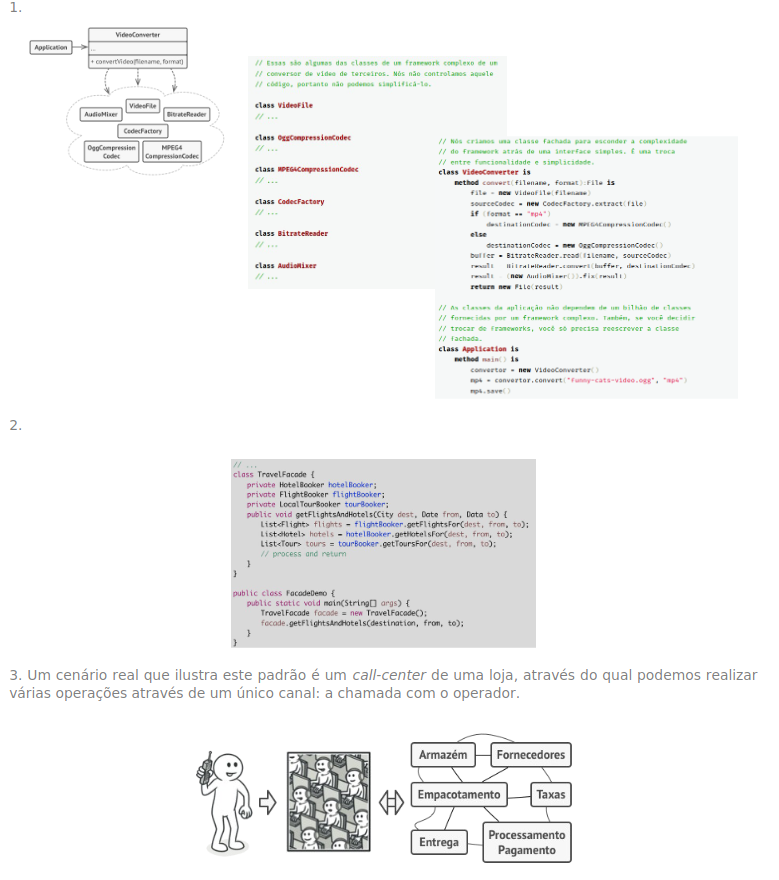 1.
Application
VideoConverter
...
+ convertVideo(filename, format)
AudioMixer
VideoFile
BitrateReader
CodecFactory
OggCompression
Codec
MPEG4
CompressionCodec
// Essas são algumas das classes de um framework complexo de um
// conversor de vídeo de terceiros. Nós não controlamos aquele
// código, portanto não podemos simplificá-lo.
class VideoFile
// ...
class OggCompressionCodec
// ...
class MPEG4CompressionCodec
// ...
class CodecFactory
// ...
class BitrateReader
// ...
class AudioMixer
// ...
// Nós criamos uma classe fachada para esconder a complexidade
// do framework atrás de uma interface simples. É uma troca
// entre funcionalidade e simplicidade.
class VideoConverter is
method convert(filename, format):File is
file = new VideoFile(filename)
sourceCodec = new CodecFactory.extract(file)
if (format == "mp4")
destinationCodec = new MPEG4CompressionCodec()
else
destinationCodec = new OggCompressionCodec()
buffer = BitrateReader.read(filename, sourceCodec)
result = BitrateReader.convert(buffer, destinationCodec)
result = (new AudioMixer()).fix(result)
return new File(result)
// As classes da aplicação não dependem de um bilhão de classes
// fornecidas por um framework complexo. Também, se você decidir
// trocar de frameworks, você só precisa reescrever a classe
// fachada.
class Application is
method main() is
convertor = new VideoConverter()
mp4 = convertor.convert("funny-cats-video.ogg", "mp4")
mp4.save()
2.
// ...
class TravelFacade {
private HotelBooker hotelBooker;
private FlightBooker flightBooker;
private LocalTourBooker tourBooker;
public void getFlightsAndHotels(City dest, Date from, Data to) {
List<Flight> flights = flightBooker.getFlightsFor(dest, from, to);
List<Hotel> hotels = hotelBooker.getHotelsFor(dest, from, to);
List<Tour> tours = tourBooker.getToursFor(dest, from, to);
// process and return
}
}
public class FacadeDemo {
public static void main(String[] args) {
TravelFacade facade = new TravelFacade();
facade.getFlightsAndHotels(destination, from, to);
}
}
3. Um cenário real que ilustra este padrão é um call-center de uma loja, através do qual podemos realizar
várias operações através de um único canal: a chamada com o operador.
Armazém
Fornecedores
Empacotamento
Taxas
Entrega
Processamento
Pagamento